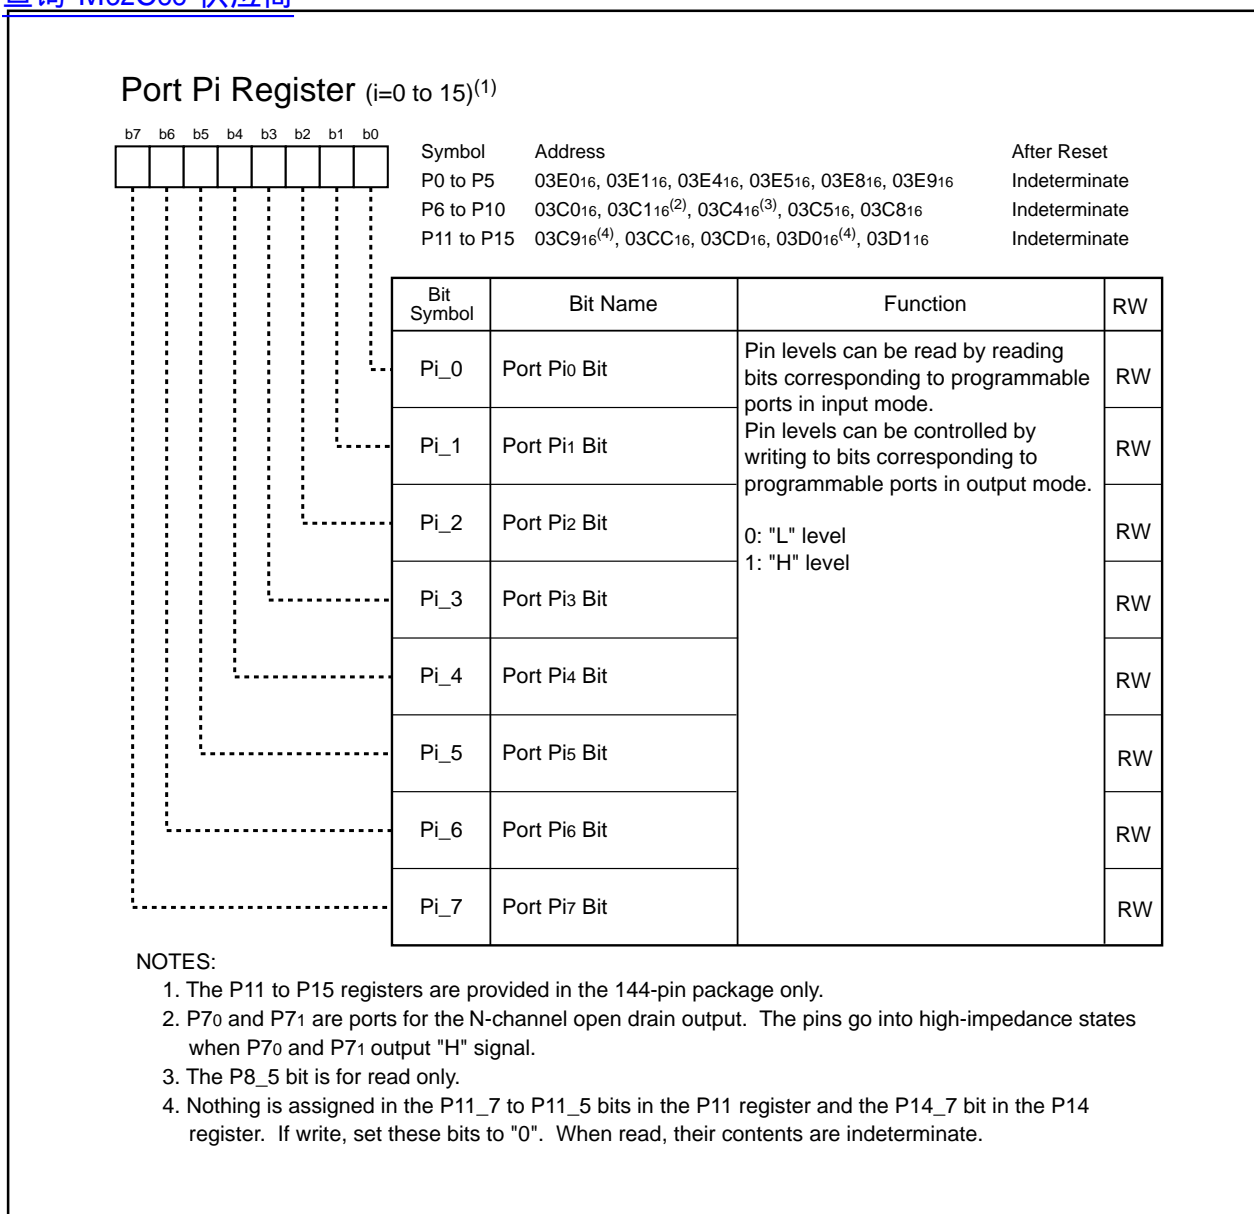 查询"M32C83"供应商
Port Pi Register (i=0 to 15)(1)
b7 b6 b5 b4 b3 b2 b1 b0
Symbol Address After Reset
P0 to P5 03E016, 03E116, 03E416, 03E516, 03E816, 03E916 Indeterminate
P6 to P10 03C016, 03C116(2), 03C416(3), 03C516, 03C816 Indeterminate
P11 to P15 03C916(4), 03CC16, 03CD16, 03D016(4), 03D116 Indeterminate
Bit Symbol Bit Name Function RW
Pi_0 Port Pi0 Bit RW
Pin levels can be read by reading
bits corresponding to programmable
ports in input mode.
Pin levels can be controlled by
writing to bits corresponding to
programmable ports in output mode.
0: "L" level
1: "H" level
Pi_1 Port Pi1 Bit RW
Pi_2 Port Pi2 Bit RW
Pi_3 Port Pi3 Bit RW
Pi_4 Port Pi4 Bit RW
Pi_5 Port Pi5 Bit RW
Pi_6 Port Pi6 Bit RW
Pi_7 Port Pi7 Bit RW
NOTES:
1. The P11 to P15 registers are provided in the 144-pin package only.
2. P70 and P71 are ports for the N-channel open drain output. The pins go into high-impedance states
when P70 and P71 output "H" signal.
3. The P8_5 bit is for read only.
4. Nothing is assigned in the P11_7 to P11_5 bits in the P11 register and the P14_7 bit in the P14
register. If write, set these bits to "0". When read, their contents are indeterminate.